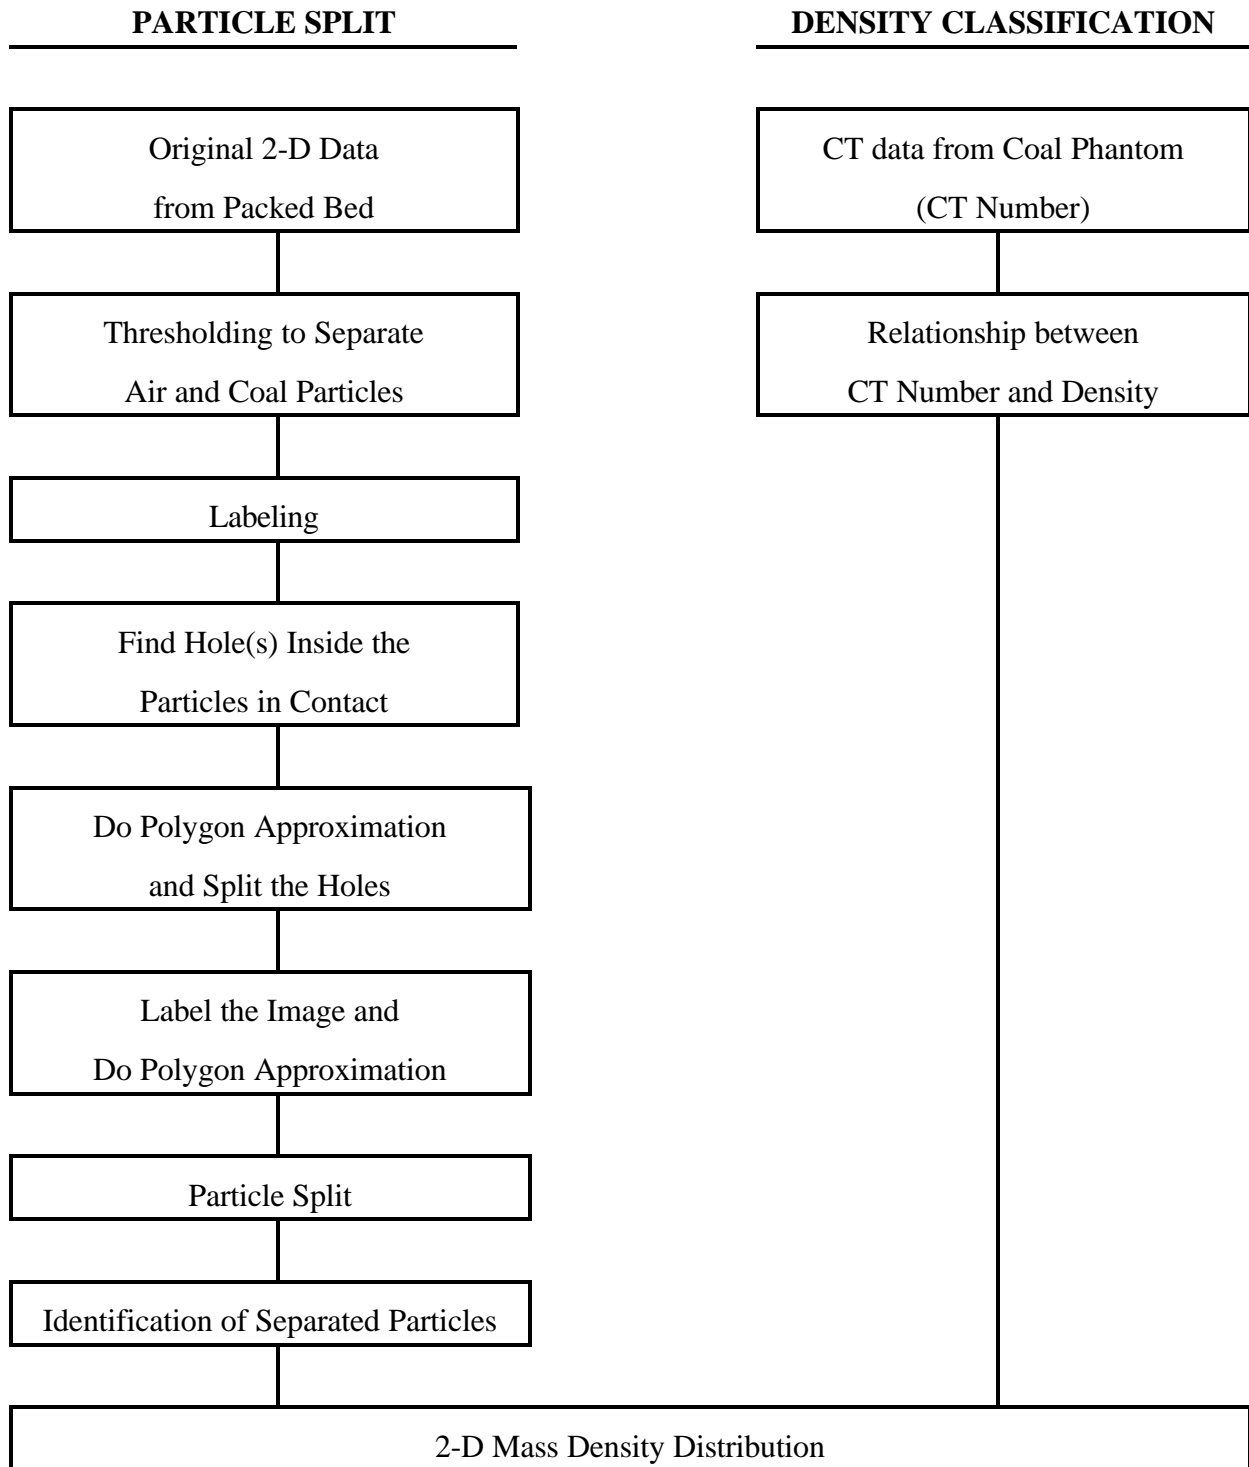 PARTICLE SPLIT
Original 2-D Data
from Packed Bed
Thresholding to Separate
Air and Coal Particles
Labeling
Find Hole(s) Inside the
Particles in Contact
Do Polygon Approximation
and Split the Holes
Label the Image and
Do Polygon Approximation
Particle Split
Identification of Separated Particles
DENSITY CLASSIFICATION
CT data from Coal Phantom
(CT Number)
Relationship between
CT Number and Density
2-D Mass Density Distribution